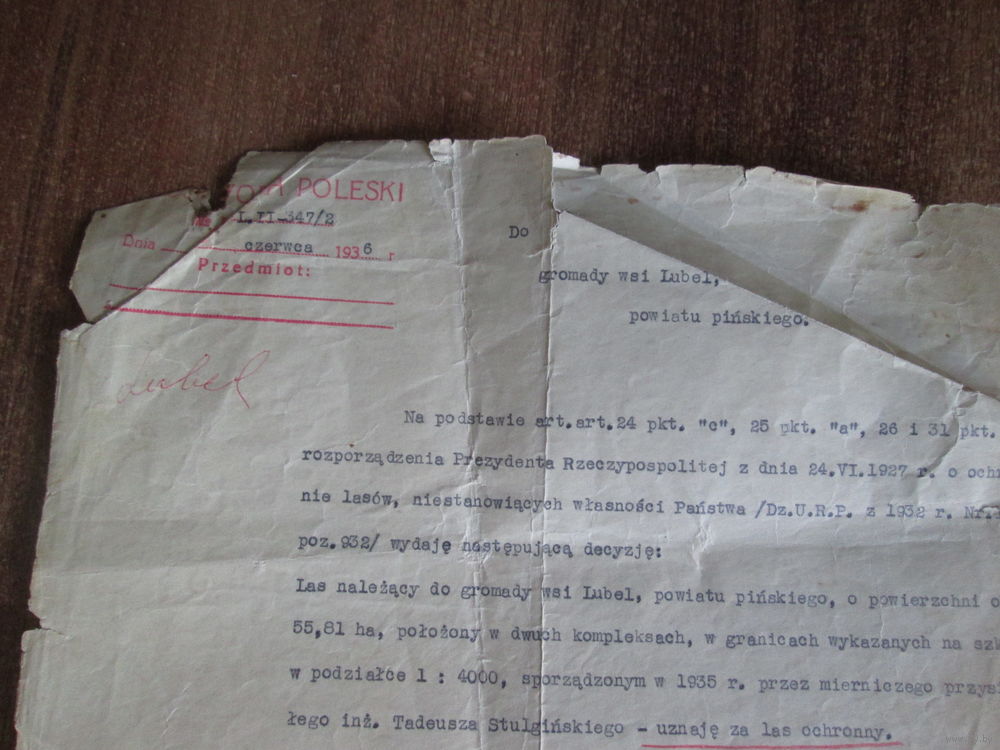 POLESKI
L.II-347/2
Dnia czerwca 1936 r
Przedmiot:
Lubel
Do
gromady wsi Lubel,
powiatu pińskiego.
Na podstawie art.art.24 pkt. "c", 25 pkt. "a", 26 i 31 pkt.
rozporządzenia Prezydenta Rzeczypospolitej z dnia 24.VI.1927 r. o ochr
nie lasów, niestanowiących własności Państwa /Dz.U.R.P. z 1932 r. Nr.
poz.932/ wydaję następującą decyzję:
Las należący do gromady wsi Lubel, powiatu pińskiego, o powierzchni o
55,81 ha, położony w dwuch kompleksach, w granicach wykazanych na szk
w podziałce 1 : 4000, sporządzonym w 1935 r. przez mierniczego przys
łego inż. Tadeusza Stulgińskiego - uznaję za las ochronny.